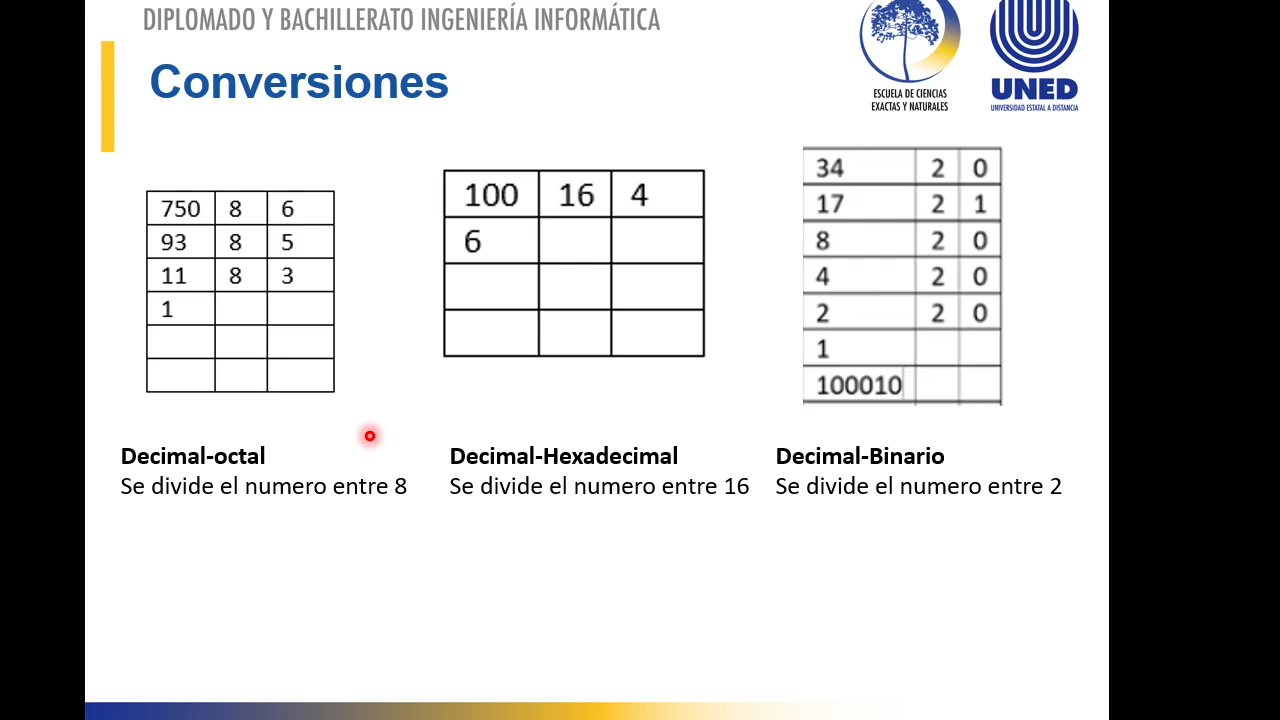 DIPLOMADO Y BACHILLERATO INGENIERÍA INFORMÁTICA
Conversiones
ESCUELA DE CIENCIAS
EXACTAS Y NATURALES
UNED
UNIVERSIDAD ESTATAL A DISTANCIA
750 8 6
93 8 5
11 8 3
1
100 16 4
6
34 2 0
17 2 1
8 2 0
4 2 0
2 2 0
1
100010
Decimal-octal
Se divide el numero entre 8
Decimal-Hexadecimal
Se divide el numero entre 16
Decimal-Binario
Se divide el numero entre 2